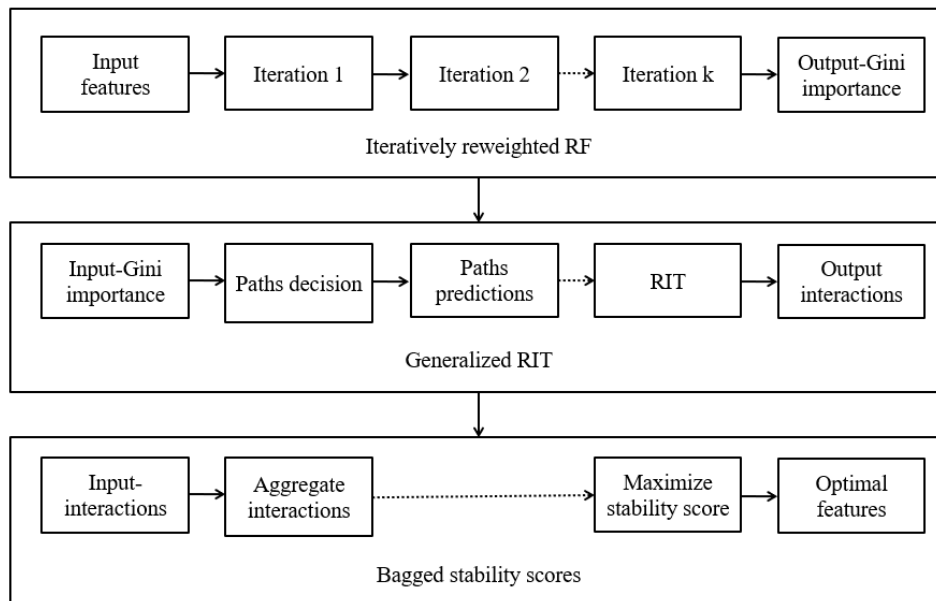 Input
features
Iteration 1
Iteration 2
Iteration k
Output-Gini
importance
Iteratively reweighted RF
Input-Gini
importance
Paths decision
Paths
predictions
RIT
Output
interactions
Generalized RIT
Input-
interactions
Aggregate
interactions
Maximize
stability score
Optimal
features
Bagged stability scores